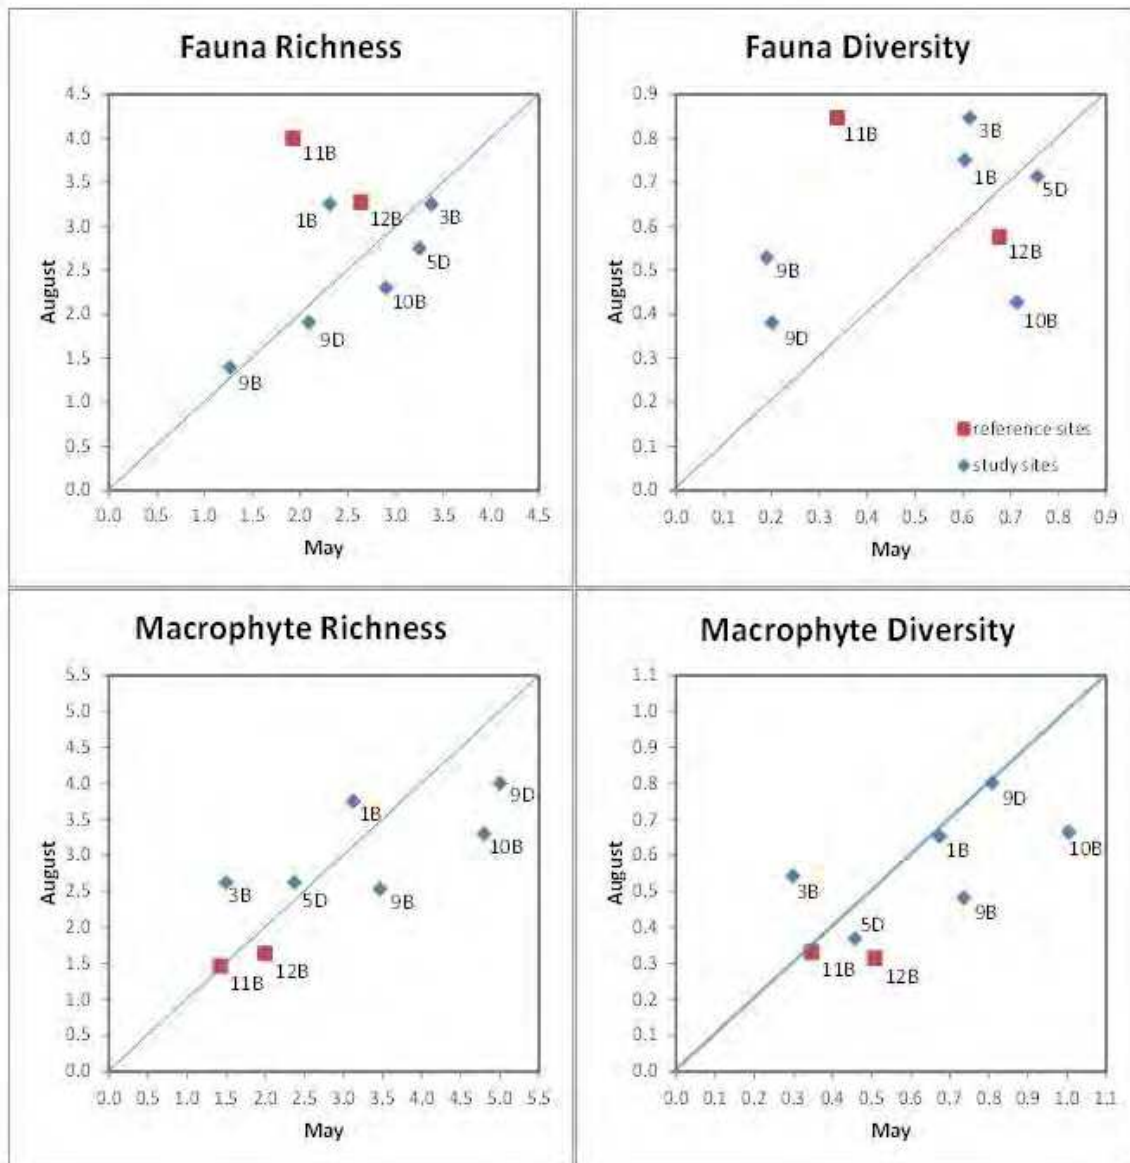 Fauna Richness
4.5
4.0
3.5
3.0
2.5
2.0
1.5
1.0
0.5
0.0
August
11B
1B
12B
3B
5D
10B
9D
9B
0.0 0.5 1.0 1.5 2.0 2.5 3.0 3.5 4.0 4.5
May
Fauna Diversity
0.9
0.8
0.7
0.6
0.5
0.4
0.3
0.2
0.1
0.0
August
11B
3B
1B
5D
12B
9B
10B
9D
reference sites
study sites
0.0 0.1 0.2 0.3 0.4 0.5 0.6 0.7 0.8 0.9
May
Macrophyte Richness
5.5
5.0
4.5
4.0
3.5
3.0
2.5
2.0
1.5
1.0
0.5
0.0
August
9D
1B
10B
3B
5D
9B
11B
12B
0.0 0.5 1.0 1.5 2.0 2.5 3.0 3.5 4.0 4.5 5.0 5.5
May
Macrophyte Diversity
1.1
1.0
0.9
0.8
0.7
0.6
0.5
0.4
0.3
0.2
0.1
0.0
August
9D
1B
10B
3B
9B
5D
11B
12B
0.0 0.1 0.2 0.3 0.4 0.5 0.6 0.7 0.8 0.9 1.0 1.1
May